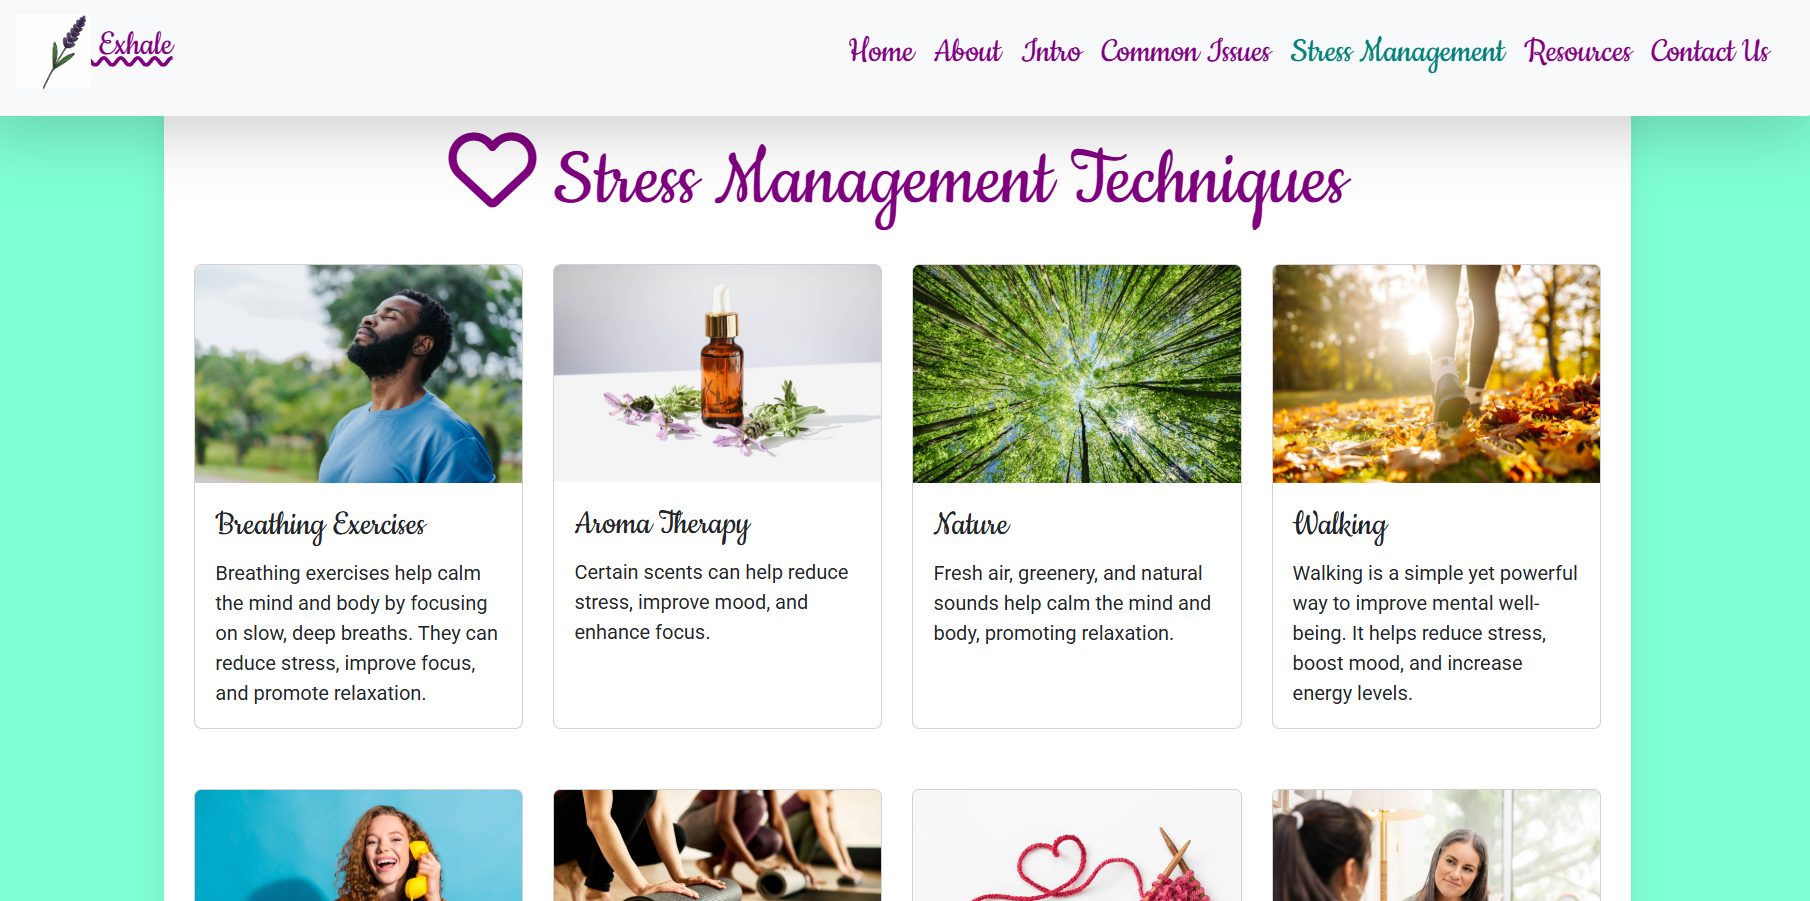 Exhale
Home About Intro Common Issues Stress Management Resources Contact Us
Stress Management Techniques
Breathing Exercises
Breathing exercises help calm
the mind and body by focusing
on slow, deep breaths. They can
reduce stress, improve focus,
and promote relaxation.
Aroma Therapy
Certain scents can help reduce
stress, improve mood, and
enhance focus.
Nature
Fresh air, greenery, and natural
sounds help calm the mind and
body, promoting relaxation.
Walking
Walking is a simple yet powerful
way to improve mental well-
being. It helps reduce stress,
boost mood, and increase
energy levels.